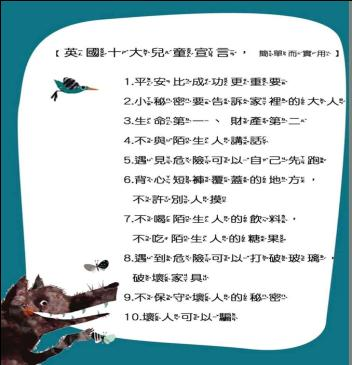 【英國十大兒童宣言， 簡單而實用】
1.平安比成功更重要
2.小秘密要告訴家裡的大人
3.生命第一、財產第二
4.不與陌生人講話
5.遇見危險可以自己先跑
6.背心短褲覆蓋的地方，
不許別人摸
7.不喝陌生人的飲料，
不吃陌生人的糖果
8.遇到危險可以打破玻璃，
破壞家具
9.不保守壞人的秘密
10.壞人可以騙